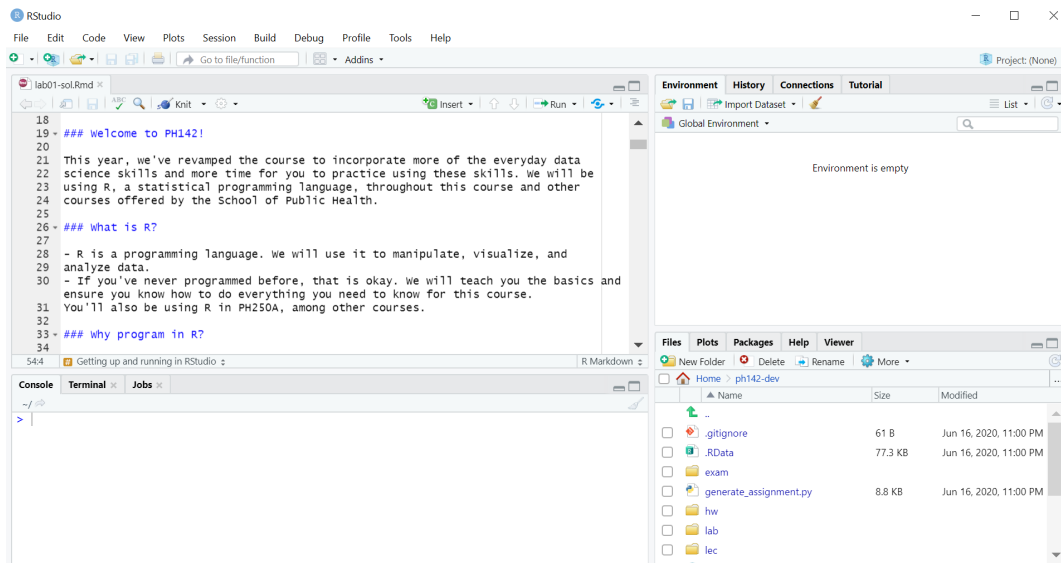 RStudio
File Edit Code View Plots Session Build Debug Profile Tools Help
Go to file/function Addins Project: (None)
lab01-sol.Rmd
ABC Knit Insert Run
18
19 ### Welcome to PH142!
20
21 This year, we've revamped the course to incorporate more of the everyday data
22 science skills and more time for you to practice using these skills. We will be
23 using R, a statistical programming language, throughout this course and other
24 courses offered by the School of Public Health.
25
26 ### What is R?
27
28 - R is a programming language. We will use it to manipulate, visualize, and
29 analyze data.
30 - If you've never programmed before, that is okay. We will teach you the basics and
ensure you know how to do everything you need to know for this course.
31 You'll also be using R in PH250A, among other courses.
32
33 ### Why program in R?
34
54:4 # Getting up and running in RStudio R Markdown
Console Terminal Jobs
~/
>
Environment History Connections Tutorial
Import Dataset List
Global Environment
Environment is empty
Files Plots Packages Help Viewer
New Folder Delete Rename More
Home > ph142-dev ...
Name Size Modified
..
.gitignore 61 B Jun 16, 2020, 11:00 PM
.RData 77.3 KB Jun 16, 2020, 11:00 PM
exam
generate_assignment.py 8.8 KB Jun 16, 2020, 11:00 PM
hw
lab
lec